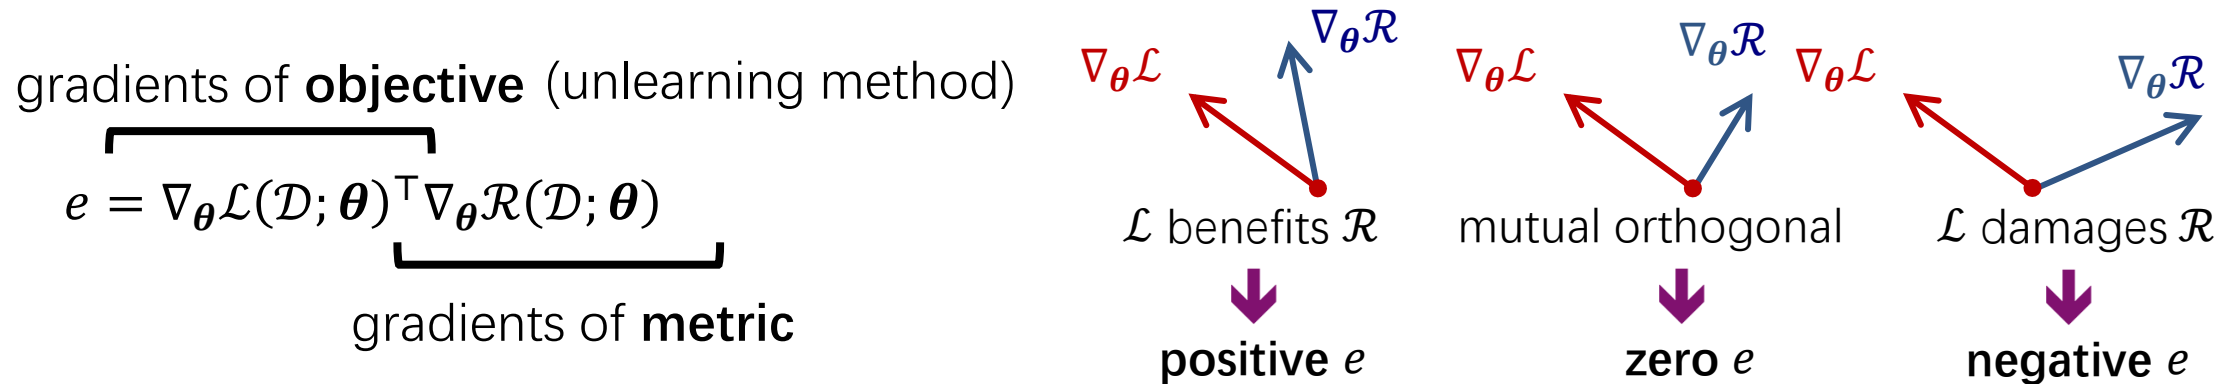 gradients of objective (unlearning method)
e = ∇θℒ(𝒟; θ)⊤∇θℛ(𝒟; θ)
gradients of metric
∇θℒ
∇θℛ
ℒ benefits ℛ
positive e
∇θℒ
∇θℛ
mutual orthogonal
zero e
∇θℒ
∇θℛ
ℒ damages ℛ
negative e